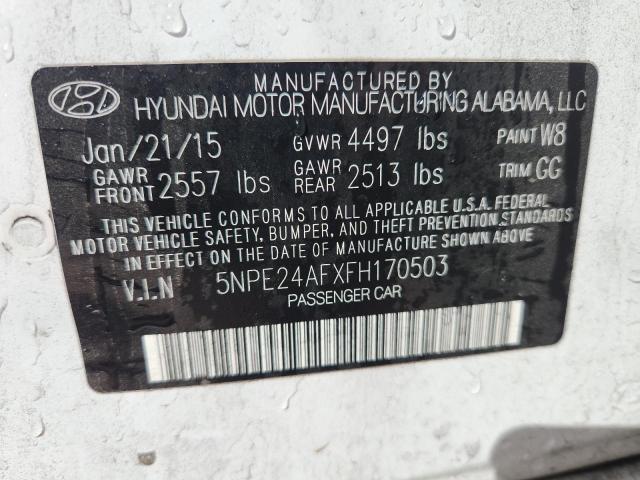 MANUFACTURED BY
HYUNDAI MOTOR MANUFACTURING ALABAMA, LLC
Jan/21/15 GVWR 4497 lbs PAINT W8
GAWR FRONT 2557 lbs GAWR REAR 2513 lbs TRIM GG
THIS VEHICLE CONFORMS TO ALL APPLICABLE U.S.A. FEDERAL
MOTOR VEHICLE SAFETY, BUMPER, AND THEFT PREVENTION STANDARDS
IN EFFECT ON THE DATE OF MANUFACTURE SHOWN ABOVE.
V.I.N 5NPE24AFXFH170503
PASSENGER CAR